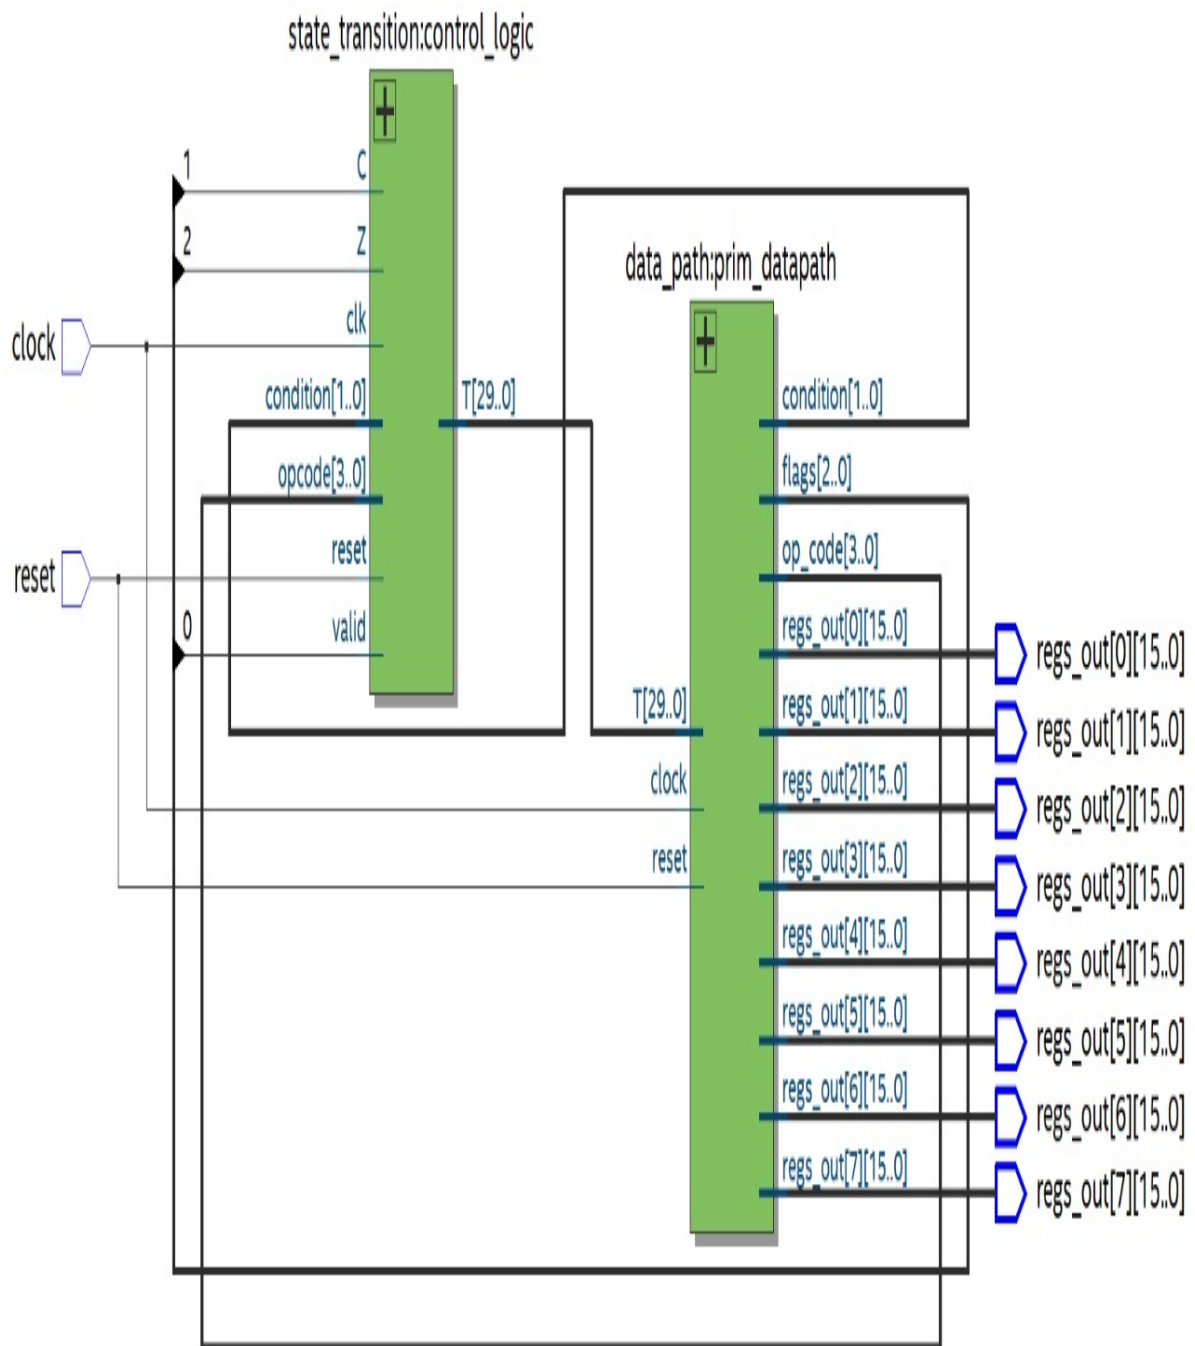 state_transition:control_logic
1
C
2
Z
clock
clk
condition[1..0]
T[29..0]
opcode[3..0]
reset
reset
0
valid
data_path:prim_datapath
condition[1..0]
flags[2..0]
op_code[3..0]
regs_out[0][15..0]
regs_out[0][15..0]
T[29..0]
regs_out[1][15..0]
regs_out[1][15..0]
clock
regs_out[2][15..0]
regs_out[2][15..0]
reset
regs_out[3][15..0]
regs_out[3][15..0]
regs_out[4][15..0]
regs_out[4][15..0]
regs_out[5][15..0]
regs_out[5][15..0]
regs_out[6][15..0]
regs_out[6][15..0]
regs_out[7][15..0]
regs_out[7][15..0]